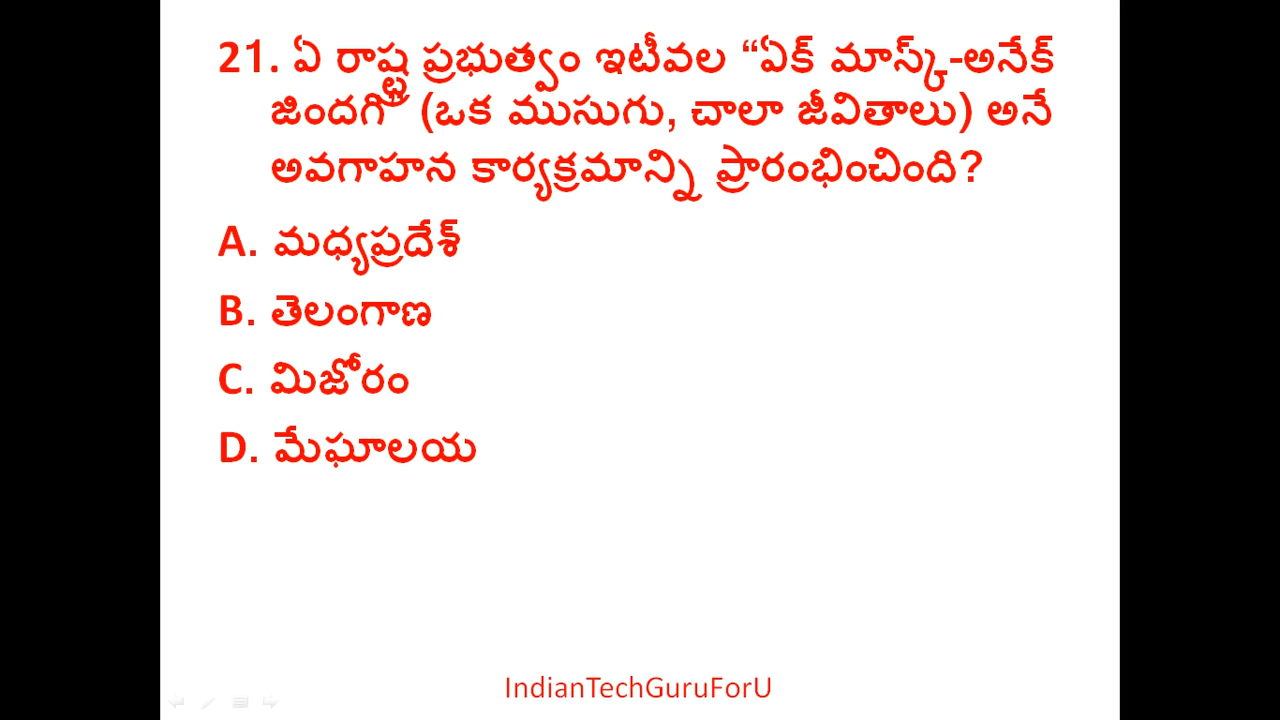 21. ఏ రాష్ట్ర ప్రభుత్వం ఇటీవల “ఏక్ మాస్క్-అనేక్
జిందగి” (ఒక ముసుగు, చాలా జీవితాలు) అనే
అవగాహన కార్యక్రమాన్ని ప్రారంభించింది?
A. మధ్యప్రదేశ్
B. తెలంగాణ
C. మిజోరం
D. మేఘాలయ
IndianTechGuruForU